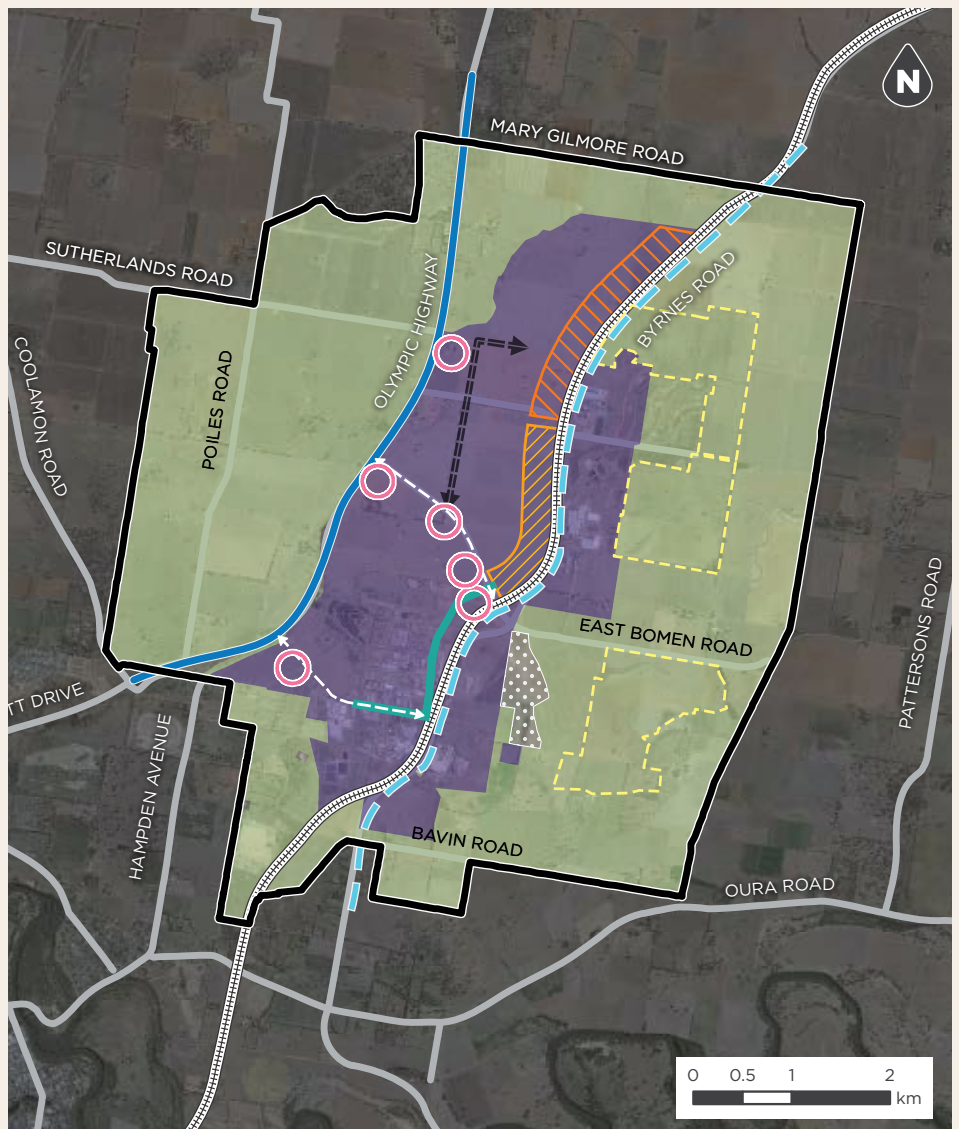 N
MARY GILMORE ROAD
SUTHERLANDS ROAD
OLYMPIC HIGHWAY
BYRNES ROAD
COOLAMON ROAD
POILES ROAD
EAST BOMEN ROAD
PATTERSONS ROAD
TT DRIVE
HAMPDEN AVENUE
BAVIN ROAD
OURA ROAD
0 0.5 1 2
km